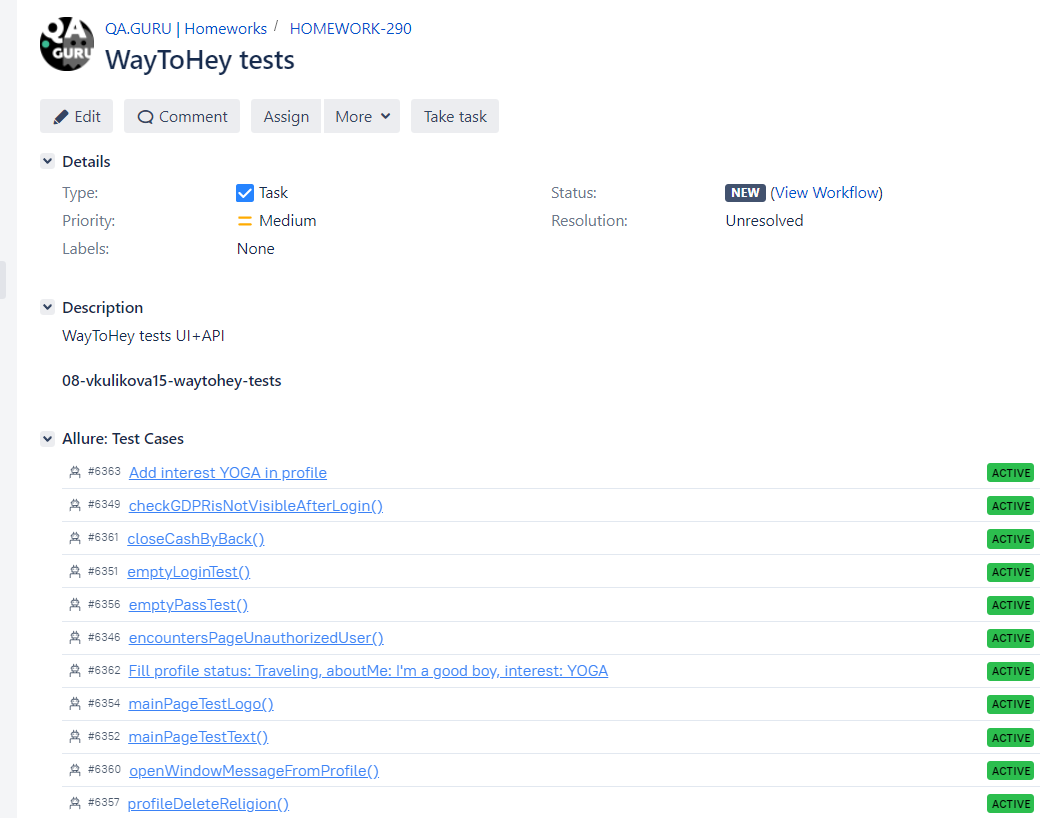 QA GURU
QA.GURU | Homeworks / HOMEWORK-290
WayToHey tests
Edit Comment Assign More Take task
Details
Type: Task Status: NEW (View Workflow)
Priority: Medium Resolution: Unresolved
Labels: None
Description
WayToHey tests UI+API
08-vkulikova15-waytohey-tests
Allure: Test Cases
#6363 Add interest YOGA in profile ACTIVE
#6349 checkGDPRisNotVisibleAfterLogin() ACTIVE
#6361 closeCashByBack() ACTIVE
#6351 emptyLoginTest() ACTIVE
#6356 emptyPassTest() ACTIVE
#6346 encountersPageUnauthorizedUser() ACTIVE
#6362 Fill profile status: Traveling, aboutMe: I'm a good boy, interest: YOGA ACTIVE
#6354 mainPageTestLogo() ACTIVE
#6352 mainPageTestText() ACTIVE
#6360 openWindowMessageFromProfile() ACTIVE
#6357 profileDeleteReligion() ACTIVE